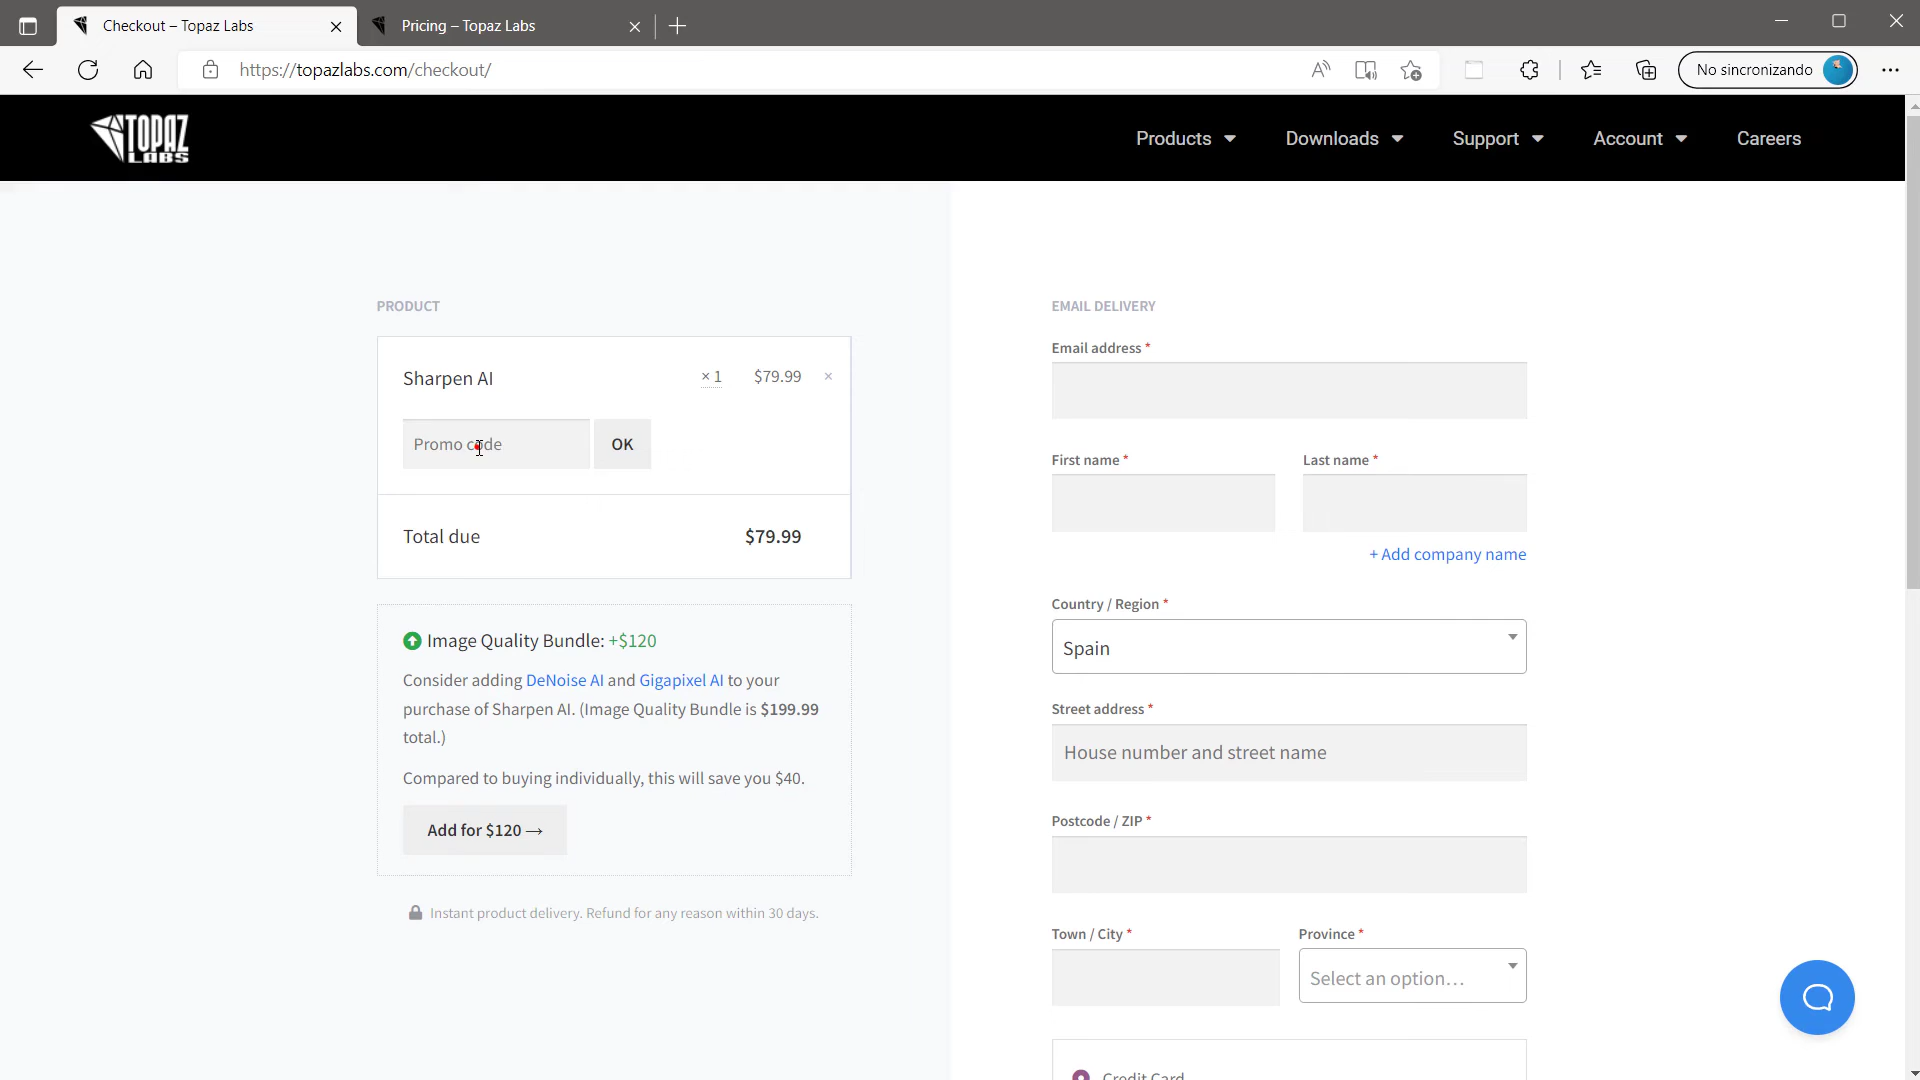 Checkout – Topaz Labs
Pricing – Topaz Labs
https://topazlabs.com/checkout/
No sincronizando
TOPAZ
LABS
Products
Downloads
Support
Account
Careers
PRODUCT
Sharpen AI × 1 $79.99 ×
Promo code OK
Total due $79.99
Image Quality Bundle: +$120
Consider adding DeNoise AI and Gigapixel AI to your
purchase of Sharpen AI. (Image Quality Bundle is $199.99
total.)
Compared to buying individually, this will save you $40.
Add for $120 →
Instant product delivery. Refund for any reason within 30 days.
EMAIL DELIVERY
Email address *
First name * Last name *
+ Add company name
Country / Region *
Spain
Street address *
House number and street name
Postcode / ZIP *
Town / City * Province *
Select an option…
Credit Card